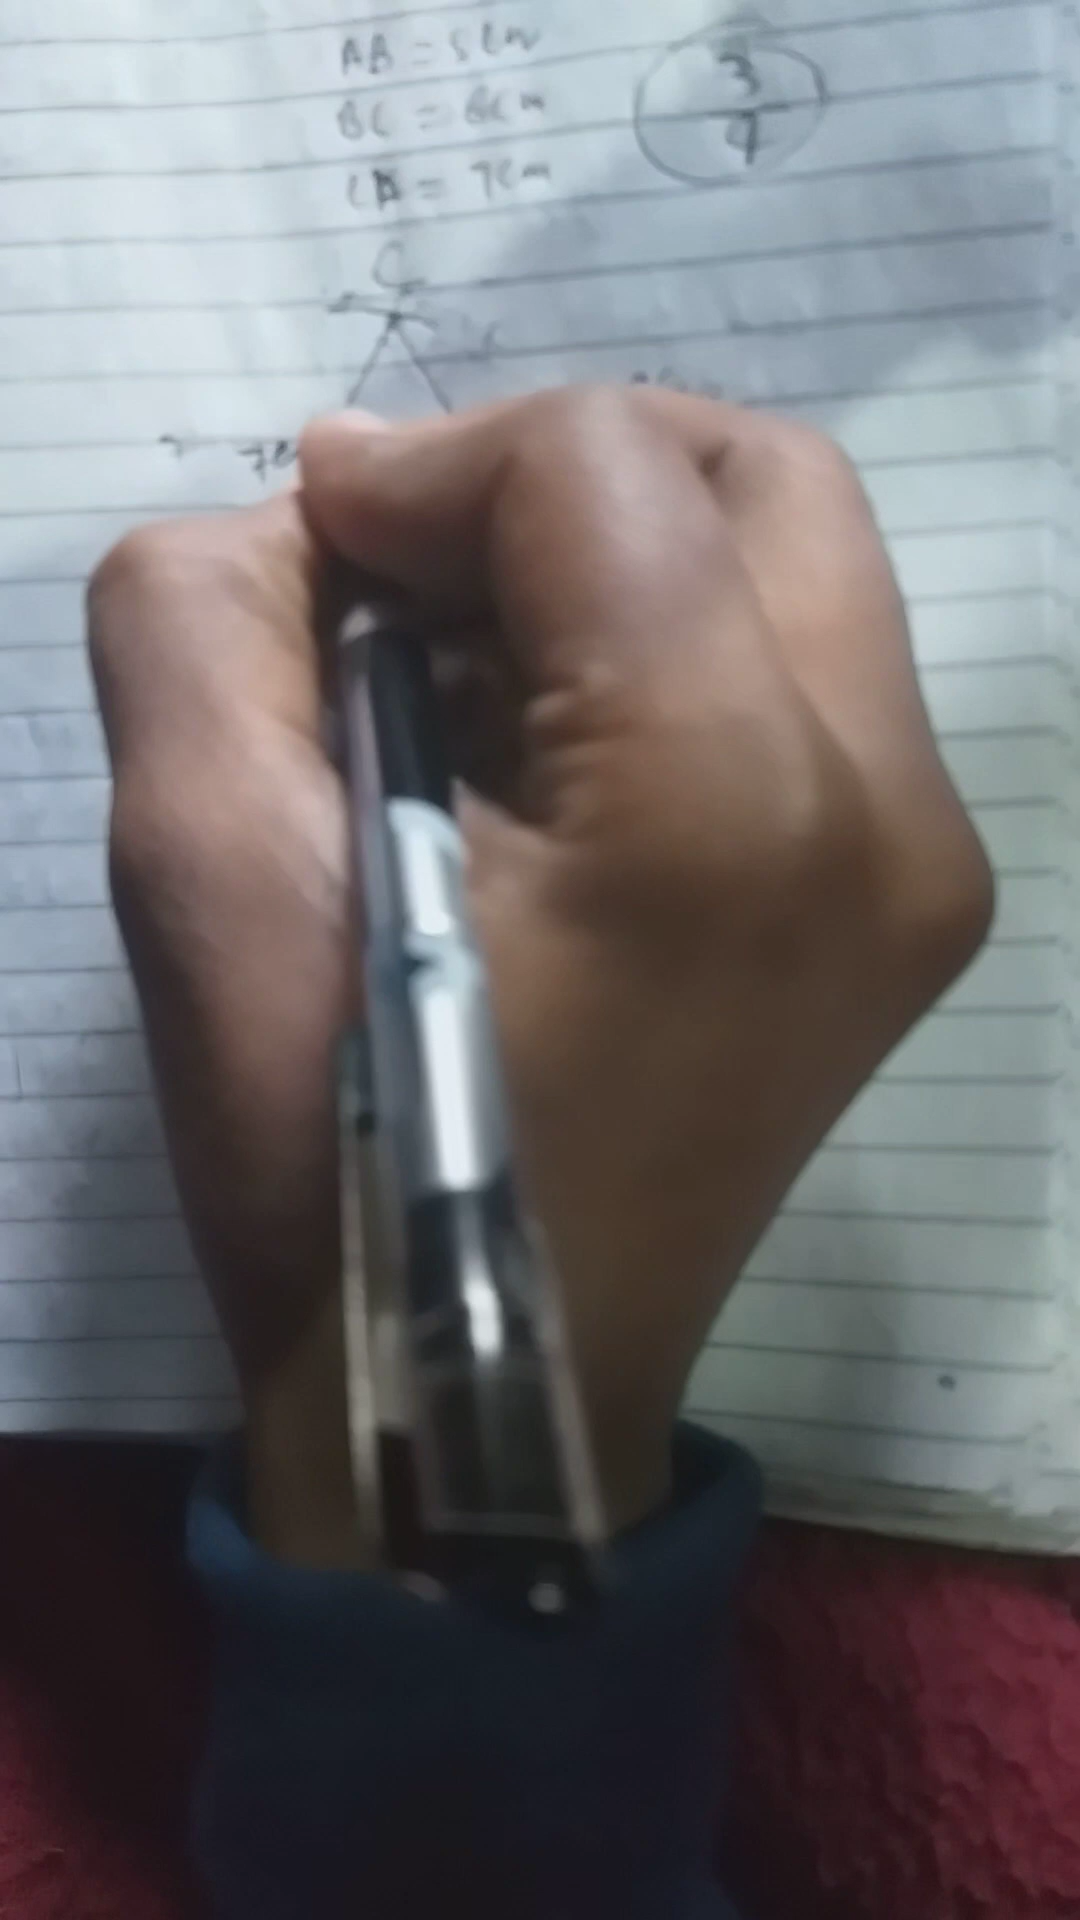 AB = 5cm
BC = 6cm
CA = 7cm
3
4
C